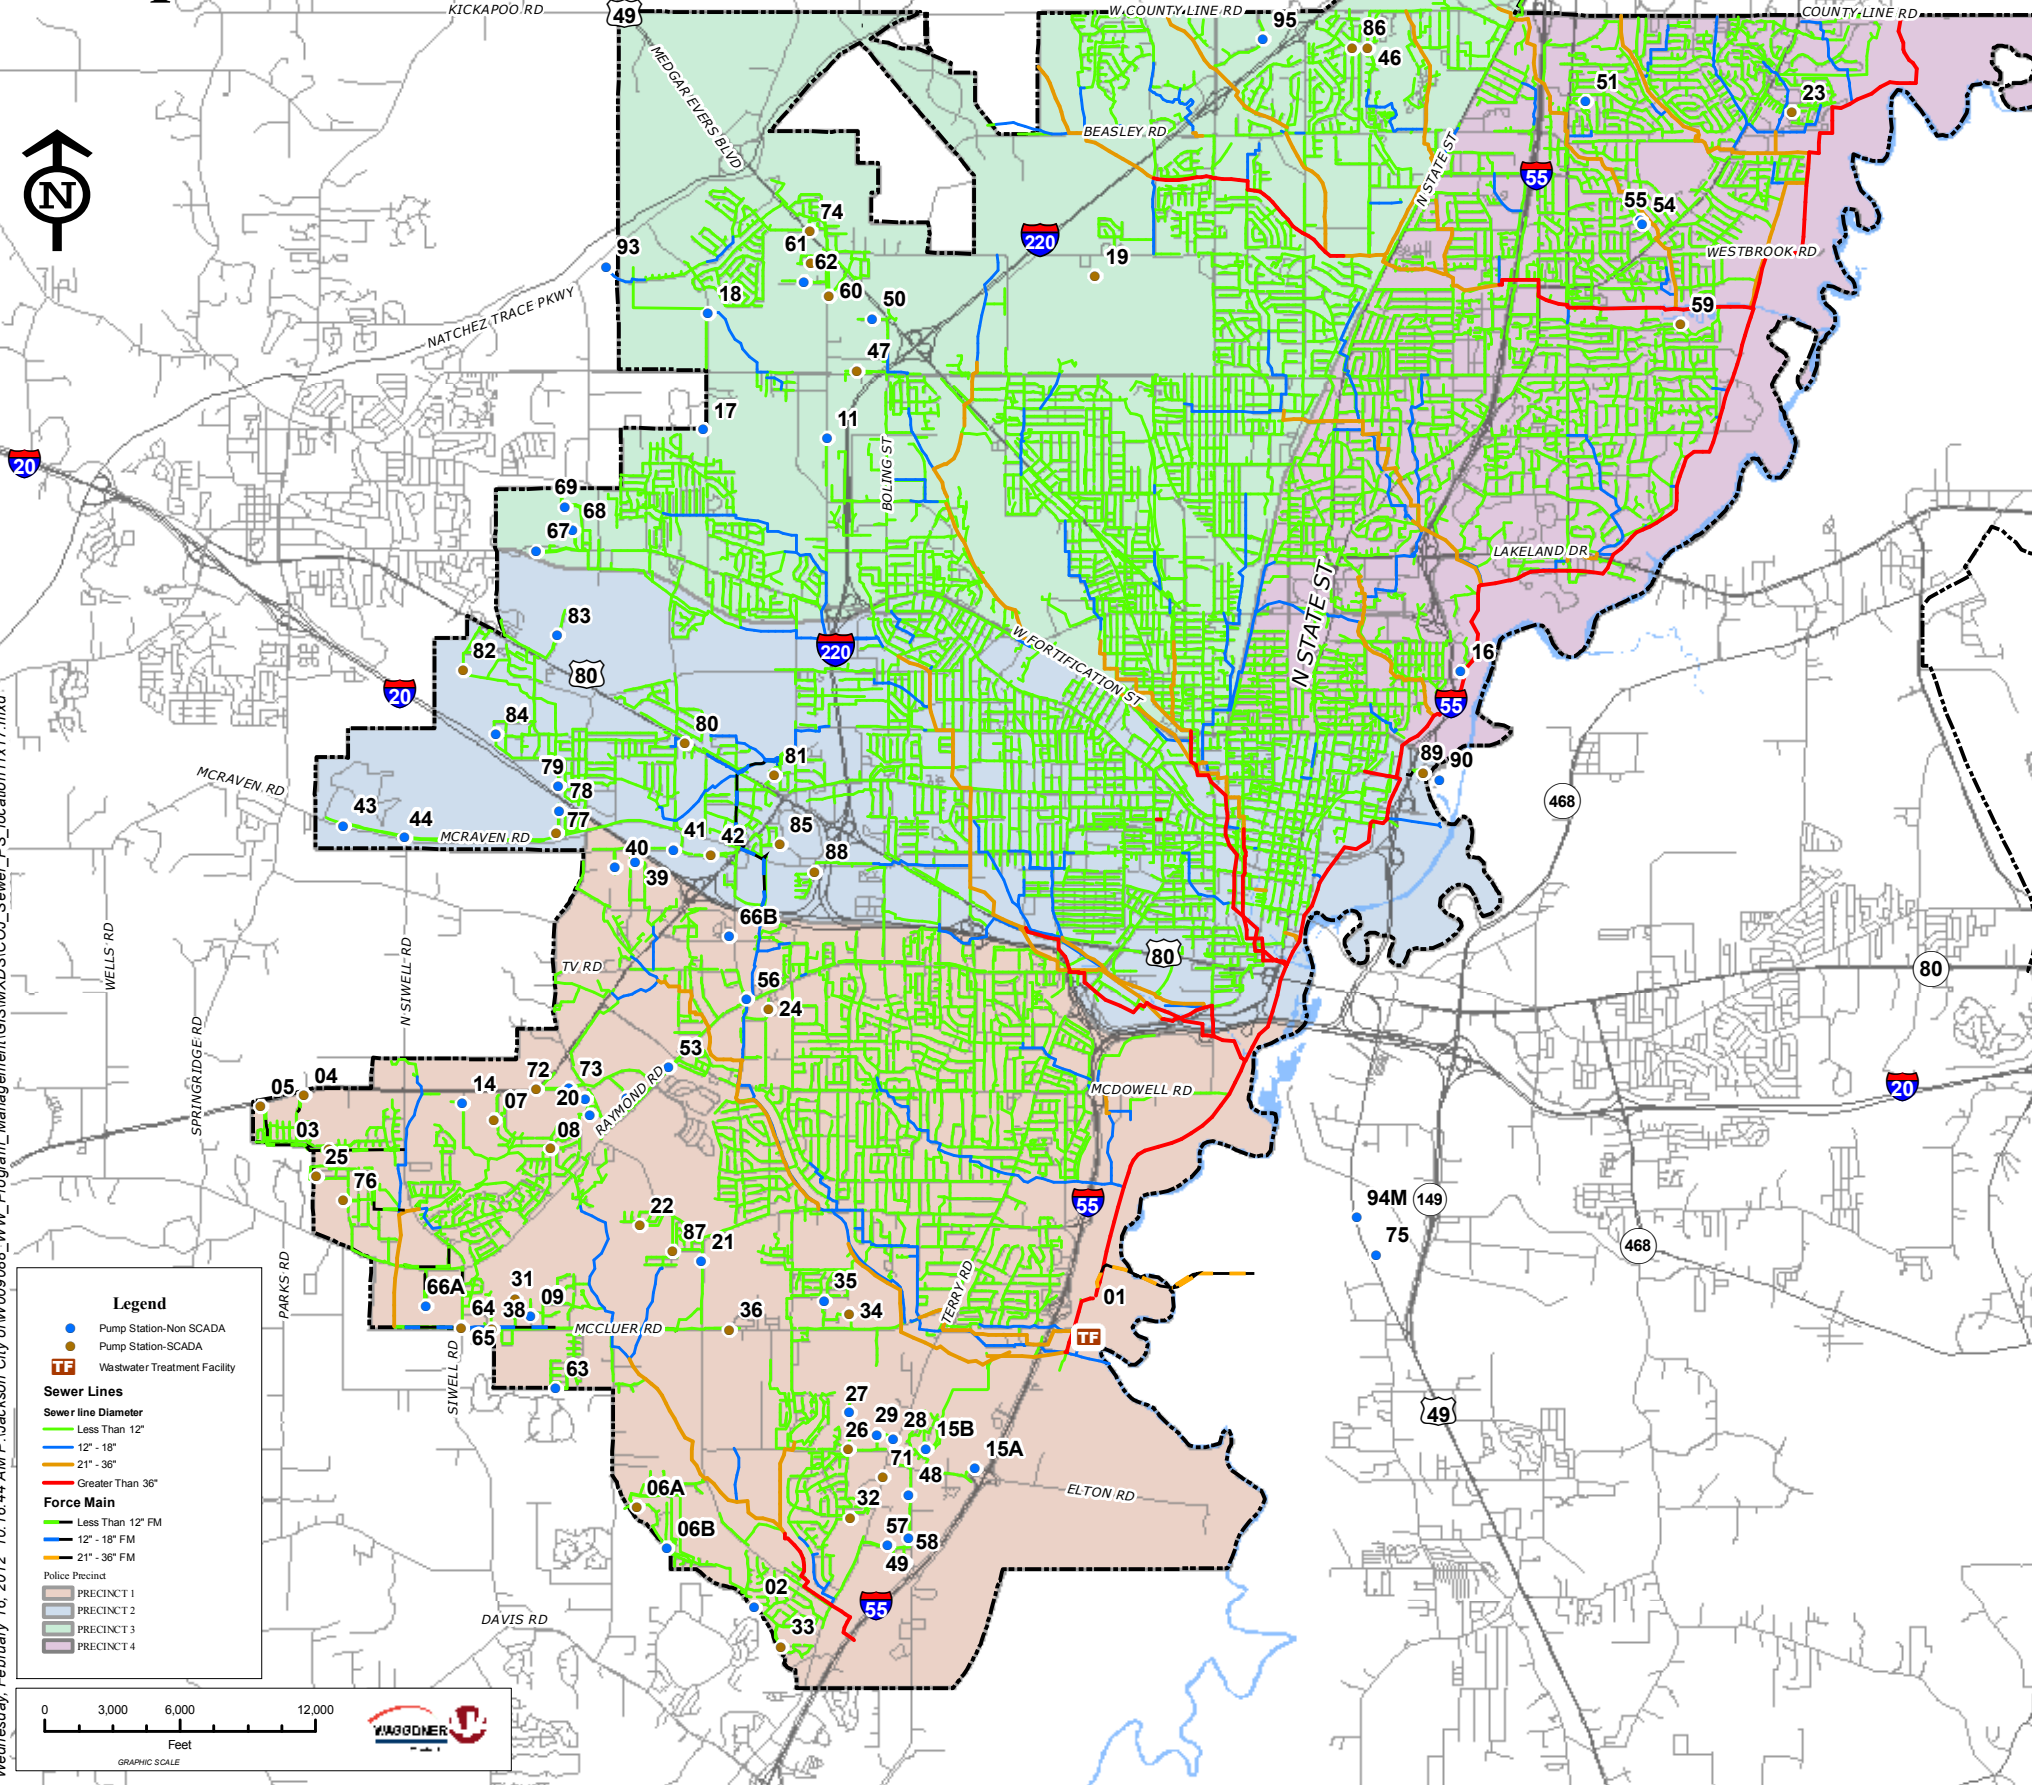 KICKAPOO RD
49
W COUNTY LINE RD
95
86
46
COUNTY LINE RD
MEDGAR EVERS BLVD
51
23
BEASLEY RD
N STATE ST
55
N
74
55
54
61
62
93
220
19
WESTBROOK RD
18
60
50
59
NATCHEZ TRACE PKWY
47
17
11
BOLING ST
20
69
68
67
LAKELAND DR
N STATE ST
83
82
80
220
W FORTIFICATION ST
16
20
55
84
80
81
89
90
79
78
MCRAVEN RD
468
43
44
MCRAVEN RD
77
41
42
85
40
39
88
66B
WELLS RD
N SIWELL RD
TV RD
80
80
56
24
SPRINGRIDGE RD
53
72
73
04
05
14
07
20
RAYMOND RD
MCDOWELL RD
20
03
08
25
76
94M
149
55
22
87
21
75
468
PARKS RD
TERRY RD
66A
31
09
35
64
38
34
36
01
65
MCCLUER RD
TF
SIWELL RD
63
27
29
28
26
15B
49
71
15A
48
06A
32
ELTON RD
06B
57
58
49
02
55
33
DAVIS RD
Legend
Pump Station-Non SCADA
Pump Station-SCADA
TF Wastwater Treatment Facility
Sewer Lines
Sewer line Diameter
Less Than 12"
12" - 18"
21" - 36"
Greater Than 36"
Force Main
Less Than 12" FM
12" - 18" FM
21" - 36" FM
Police Precinct
PRECINCT 1
PRECINCT 2
PRECINCT 3
PRECINCT 4
0 3,000 6,000 12,000
Feet
GRAPHIC SCALE
WAGGONER